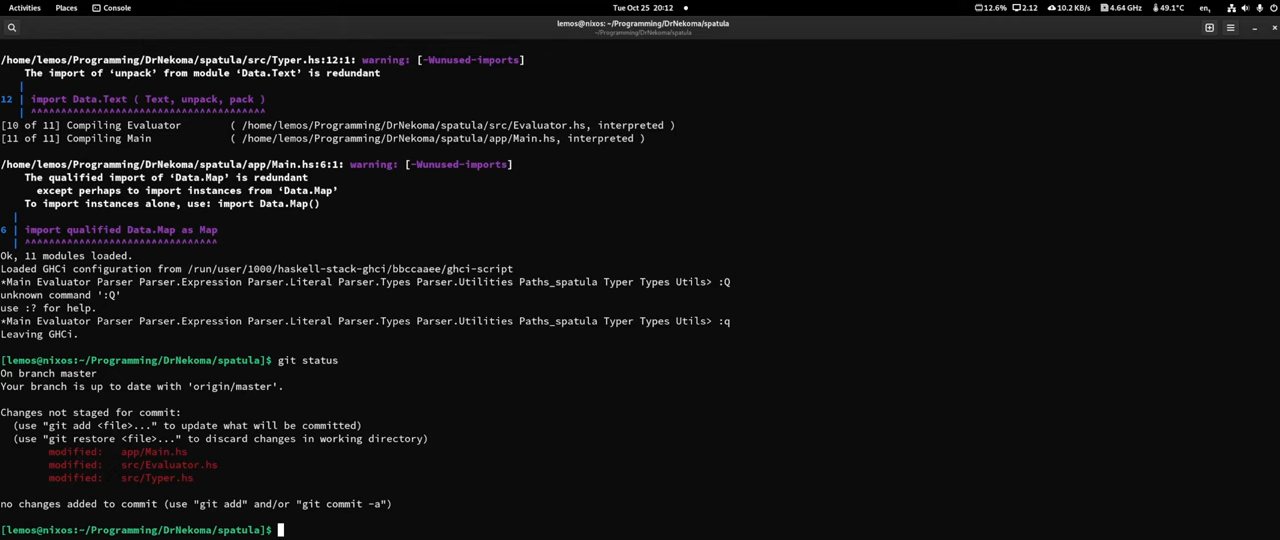 Activities Places Console Tue Oct 25 20:12 12.6% 2.12 10.2 KB/s 4.64 GHz 49.1°C en,
lemos@nixos: ~/Programming/DrNekoma/spatula
~/Programming/DrNekoma/spatula
/home/lemos/Programming/DrNekoma/spatula/src/Typer.hs:12:1: warning: [-Wunused-imports]
The import of ‘unpack’ from module ‘Data.Text’ is redundant
|
12 | import Data.Text ( Text, unpack, pack )
| ^^^^^^^^^^^^^^^^^^^^^^^^^^^^^^^^^^^^^^^
[10 of 11] Compiling Evaluator ( /home/lemos/Programming/DrNekoma/spatula/src/Evaluator.hs, interpreted )
[11 of 11] Compiling Main ( /home/lemos/Programming/DrNekoma/spatula/app/Main.hs, interpreted )
/home/lemos/Programming/DrNekoma/spatula/app/Main.hs:6:1: warning: [-Wunused-imports]
The qualified import of ‘Data.Map’ is redundant
except perhaps to import instances from ‘Data.Map’
To import instances alone, use: import Data.Map()
|
6 | import qualified Data.Map as Map
| ^^^^^^^^^^^^^^^^^^^^^^^^^^^^^^^^
Ok, 11 modules loaded.
Loaded GHCi configuration from /run/user/1000/haskell-stack-ghci/bbccaaee/ghci-script
*Main Evaluator Parser Parser.Expression Parser.Literal Parser.Types Parser.Utilities Paths_spatula Typer Types Utils> :Q
unknown command ':Q'
use :? for help.
*Main Evaluator Parser Parser.Expression Parser.Literal Parser.Types Parser.Utilities Paths_spatula Typer Types Utils> :q
Leaving GHCi.
[lemos@nixos:~/Programming/DrNekoma/spatula]$ git status
On branch master
Your branch is up to date with 'origin/master'.
Changes not staged for commit:
(use "git add <file>..." to update what will be committed)
(use "git restore <file>..." to discard changes in working directory)
modified: app/Main.hs
modified: src/Evaluator.hs
modified: src/Typer.hs
no changes added to commit (use "git add" and/or "git commit -a")
[lemos@nixos:~/Programming/DrNekoma/spatula]$